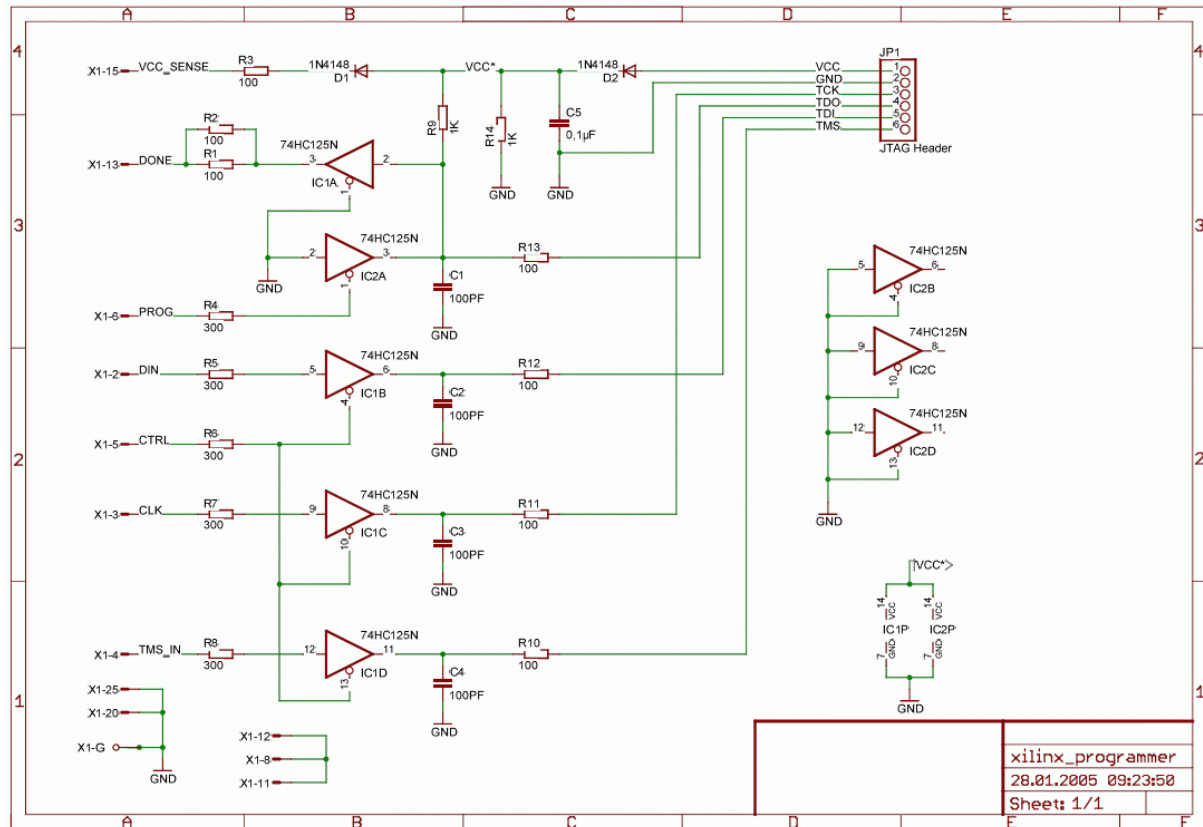 A B C D E F
4 4
X1-15 VCC_SENSE R3 100 1N4148 D1 VCC* 1N4148 D2 VCC JP1
GND
TCK
TDO
TDI
TMS
1
2
3
4
5
6
JTAG Header
R9 1K
R14 1K
C5 0,1µF
GND GND
R2 100
X1-13 DONE R1 100 3 74HC125N 2
IC1A 1
3 3
2 74HC125N 3 R13 100
IC2A 1
GND
C1 100PF
GND
X1-6 PROG R4 300
X1-2 DIN R5 300 5 74HC125N 6 R12 100
IC1B 4
C2 100PF
GND
X1-5 CTRL R6 300
2 2
X1-3 CLK R7 300 9 74HC125N 8 R11 100
IC1C 10
C3 100PF
GND
X1-4 TMS_IN R8 300 12 74HC125N 11 R10 100
IC1D 13
C4 100PF
GND
5 74HC125N 6
IC2B 4
9 74HC125N 8
IC2C 10
12 74HC125N 11
IC2D 13
GND
VCC*>
14 VCC 14 VCC
IC1P IC2P
7 GND 7 GND
GND
1 1
X1-25
X1-20
X1-G
GND
X1-12
X1-8
X1-11
xilinx_programmer
28.01.2005 09:23:50
Sheet: 1/1
A B C D E F